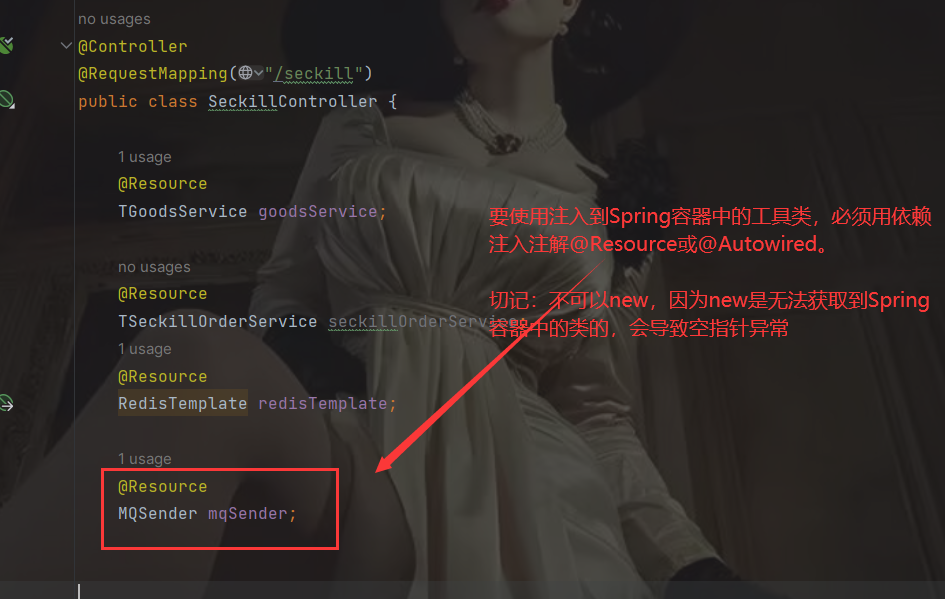 no usages
@Controller
@RequestMapping("/seckill")
public class SeckillController {
1 usage
@Resource
TGoodsService goodsService;
要使用注入到Spring容器中的工具类，必须用依赖
注入注解@Resource或@Autowired。
no usages
@Resource
切记：不可以new，因为new是无法获取到Spring
TSeckillOrderService seckillOrderService;
容器中的类的，会导致空指针异常
1 usage
@Resource
RedisTemplate redisTemplate;
1 usage
@Resource
MQSender mqSender;